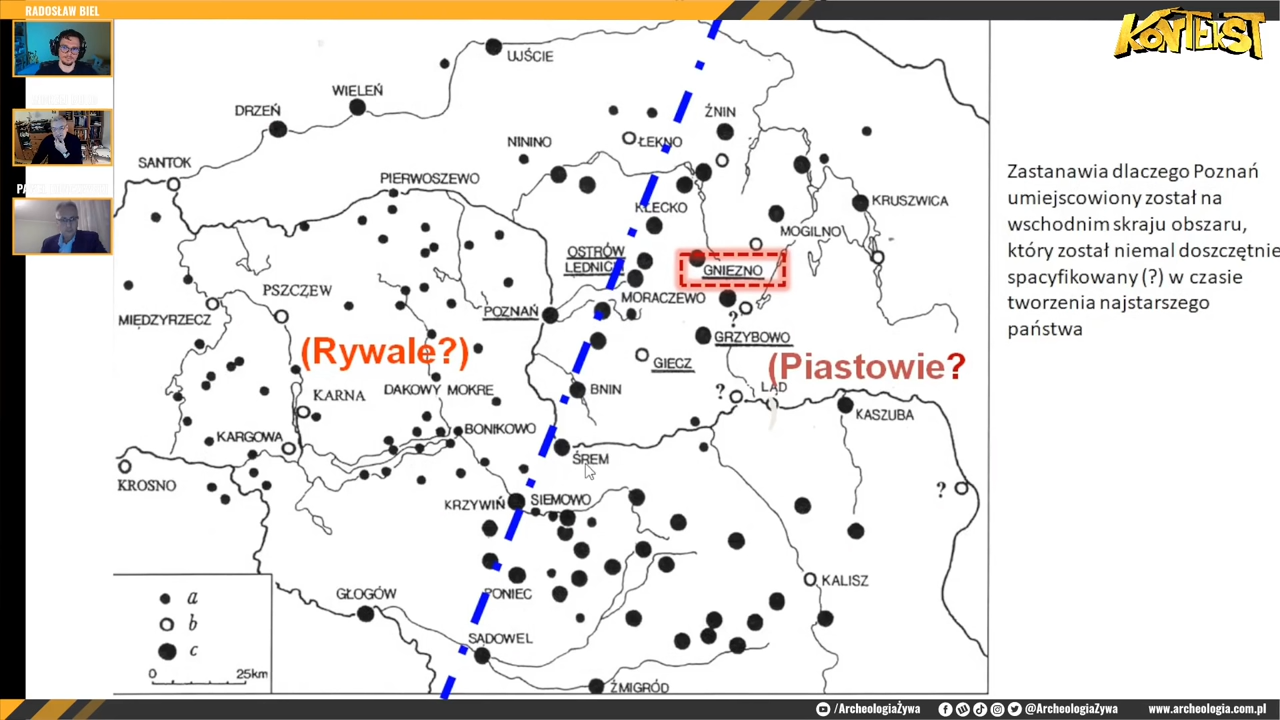 RADOSŁAW BIEL
KONTEKST
UJŚCIE
WIELEŃ
DRZEŃ
ŻNIN
NININO
ŁEKNO
SANTOK
PIERWOSZEWO
KŁECKO
KRUSZWICA
MOGILNO
OSTRÓW
LEDNICKI
GNIEZNO
PSZCZEW
MORACZEWO
MIĘDZYRZECZ
POZNAŃ
?
GRZYBOWO
(Rywale?)
GIECZ
(Piastowie?
DAKOWY MOKRE
BNIN
?
LĄD
KARNA
KASZUBA
BONIKOWO
KARGOWA
ŚREM
KROSNO
?
KRZYWIŃ
SIEMOWO
KALISZ
GŁOGÓW
PONIEC
SADOWEL
ŻMIGRÓD
a
b
c
0 25km
Zastanawia dlaczego Poznań
umiejscowiony został na
wschodnim skraju obszaru,
który został niemal doszczętnie
spacyfikowany (?) w czasie
tworzenia najstarszego
państwa
/ArcheologiaŻywa
@ArcheologiaZywa
www.archeologia.com.pl